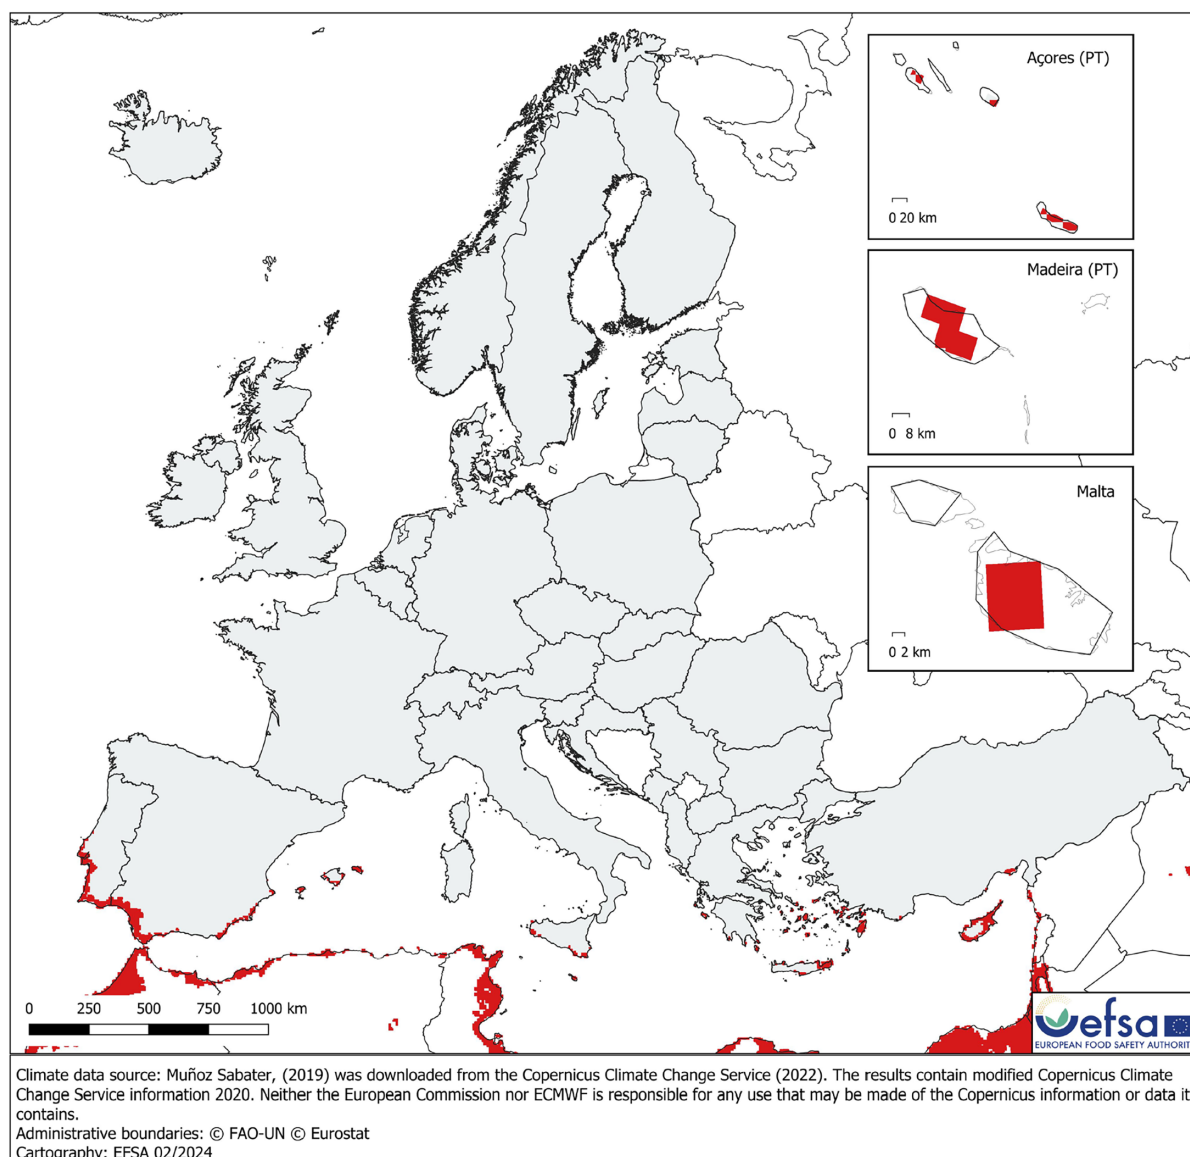 Açores (PT)
0 20 km
Madeira (PT)
0 8 km
Malta
0 2 km
0 250 500 750 1000 km
efsa
EUROPEAN FOOD SAFETY AUTHORIT
Climate data source: Muñoz Sabater, (2019) was downloaded from the Copernicus Climate Change Service (2022). The results contain modified Copernicus Climate
Change Service information 2020. Neither the European Commission nor ECMWF is responsible for any use that may be made of the Copernicus information or data it
contains.
Administrative boundaries: © FAO-UN © Eurostat
Cartography: EFSA 02/2024